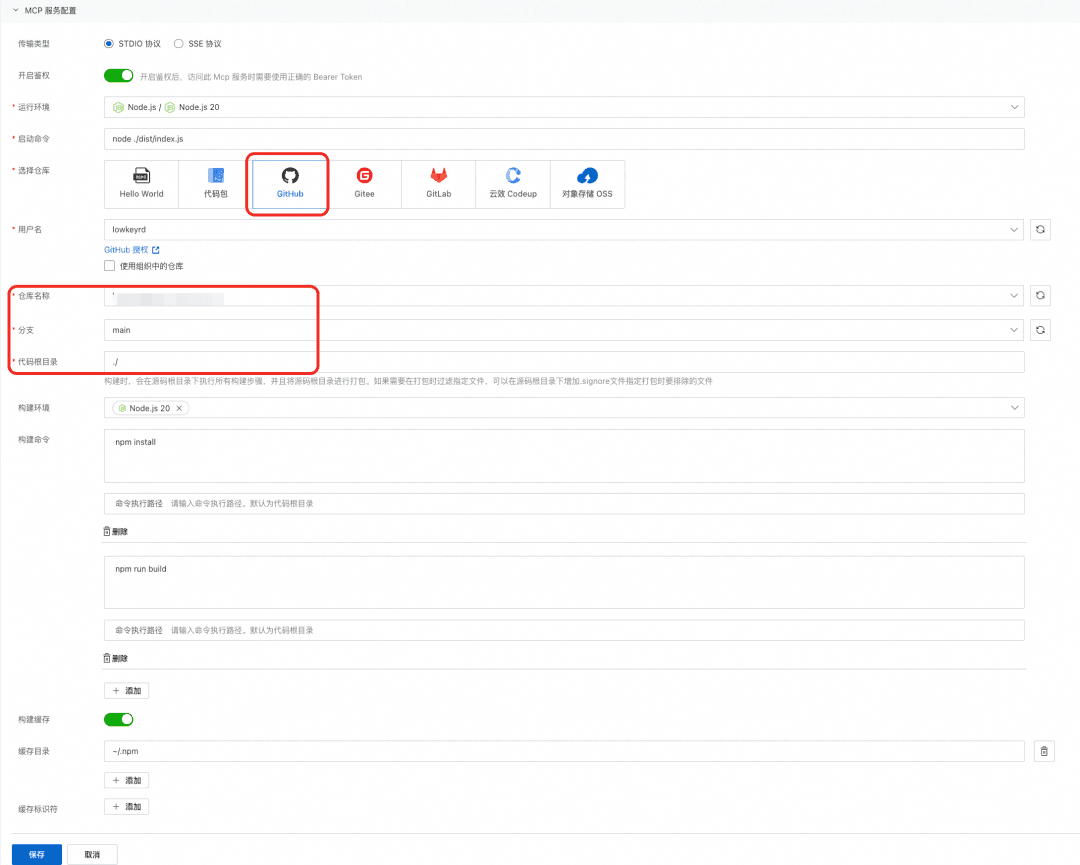 MCP 服务配置
传输类型 STDIO 协议 SSE 协议
开启鉴权 开启鉴权后，访问此 Mcp 服务时需要使用正确的 Bearer Token
* 运行环境 Node.js / Node.js 20
* 启动命令 node ./dist/index.js
* 选择仓库
Hello World 代码包 GitHub Gitee GitLab 云效 Codeup 对象存储 OSS
* 用户名 lowkeyrd
GitHub 授权
使用组织中的仓库
* 仓库名称
* 分支 main
* 代码根目录 ./
构建时，会在源码根目录下执行所有构建步骤，并且将源码根目录进行打包，如果需要在打包时过滤指定文件，可以在源码根目录下增加.signore文件指定打包时要排除的文件
构建环境 Node.js 20
构建命令 npm install
命令执行路径 请输入命令执行路径，默认为代码根目录
删除
npm run build
命令执行路径 请输入命令执行路径，默认为代码根目录
删除
+ 添加
构建缓存
缓存目录 ~/.npm
+ 添加
缓存标识符 + 添加
保存 取消